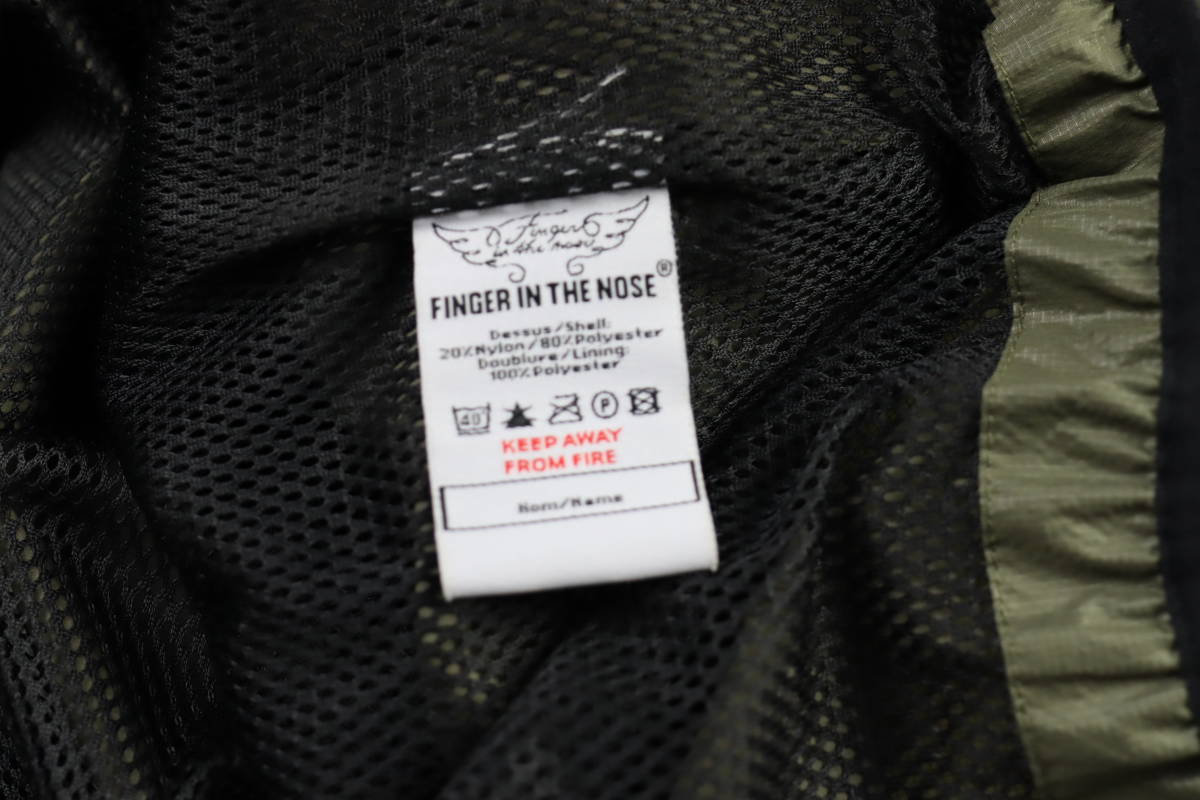 Finger
in the nose
FINGER IN THE NOSE®
Dessus/Shell:
20%Nylon/80%Polyester
Doublure/Lining:
100%Polyester
40° P
KEEP AWAY
FROM FIRE
Nom/Name